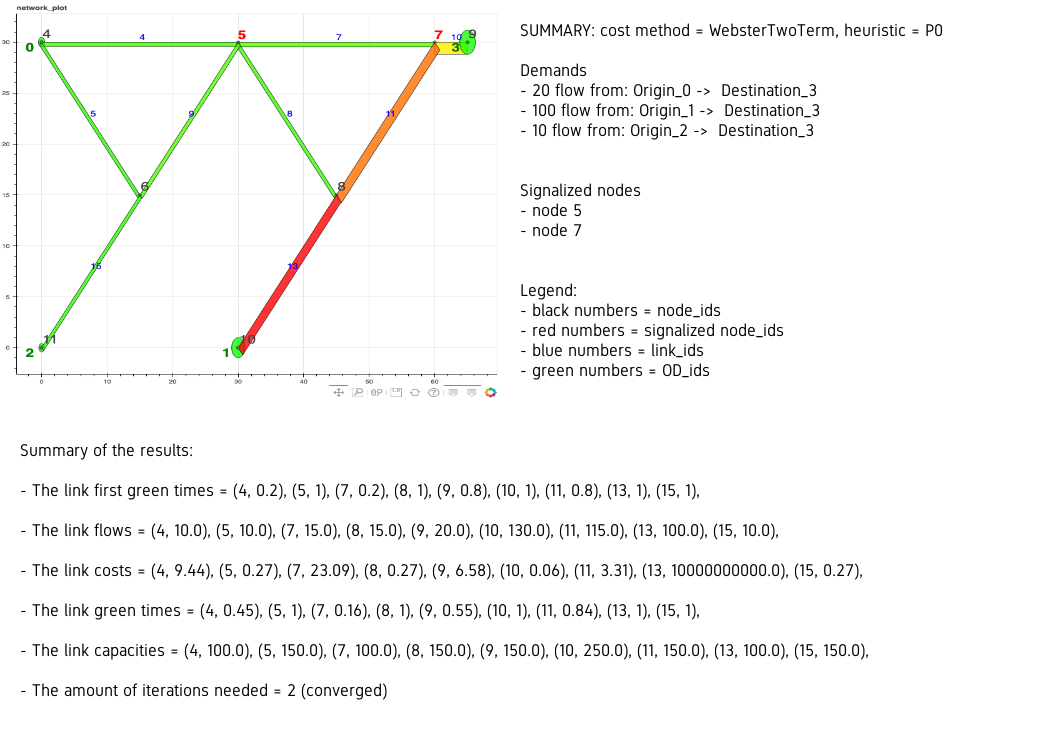 network_plot
SUMMARY: cost method = WebsterTwoTerm, heuristic = P0
Demands
- 20 flow from: Origin_0 -> Destination_3
- 100 flow from: Origin_1 -> Destination_3
- 10 flow from: Origin_2 -> Destination_3
Signalized nodes
- node 5
- node 7
Legend:
- black numbers = node_ids
- red numbers = signalized node_ids
- blue numbers = link_ids
- green numbers = OD_ids
4
5
7
9
0
4
7
10
3
5
9
8
11
6
8
15
13
11
2
10
1
30
25
20
15
10
5
0
0 10 20 30 40 50 60
Summary of the results:
- The link first green times = (4, 0.2), (5, 1), (7, 0.2), (8, 1), (9, 0.8), (10, 1), (11, 0.8), (13, 1), (15, 1),
- The link flows = (4, 10.0), (5, 10.0), (7, 15.0), (8, 15.0), (9, 20.0), (10, 130.0), (11, 115.0), (13, 100.0), (15, 10.0),
- The link costs = (4, 9.44), (5, 0.27), (7, 23.09), (8, 0.27), (9, 6.58), (10, 0.06), (11, 3.31), (13, 10000000000.0), (15, 0.27),
- The link green times = (4, 0.45), (5, 1), (7, 0.16), (8, 1), (9, 0.55), (10, 1), (11, 0.84), (13, 1), (15, 1),
- The link capacities = (4, 100.0), (5, 150.0), (7, 100.0), (8, 150.0), (9, 150.0), (10, 250.0), (11, 150.0), (13, 100.0), (15, 150.0),
- The amount of iterations needed = 2 (converged)